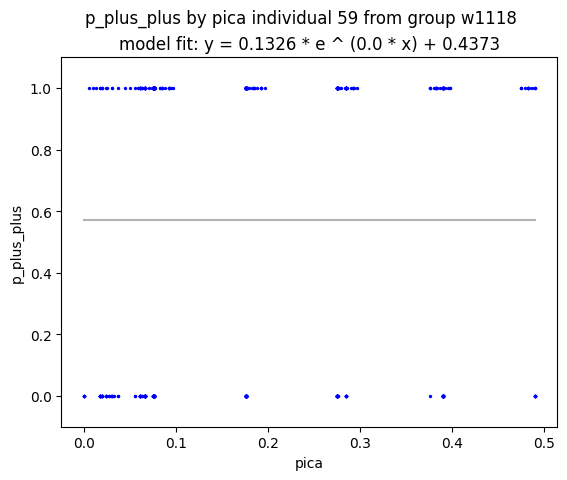 p_plus_plus by pica individual 59 from group w1118
model fit: y = 0.1326 * e ^ (0.0 * x) + 0.4373
1.0
0.8
0.6
0.4
0.2
0.0
p_plus_plus
0.0 0.1 0.2 0.3 0.4 0.5
pica